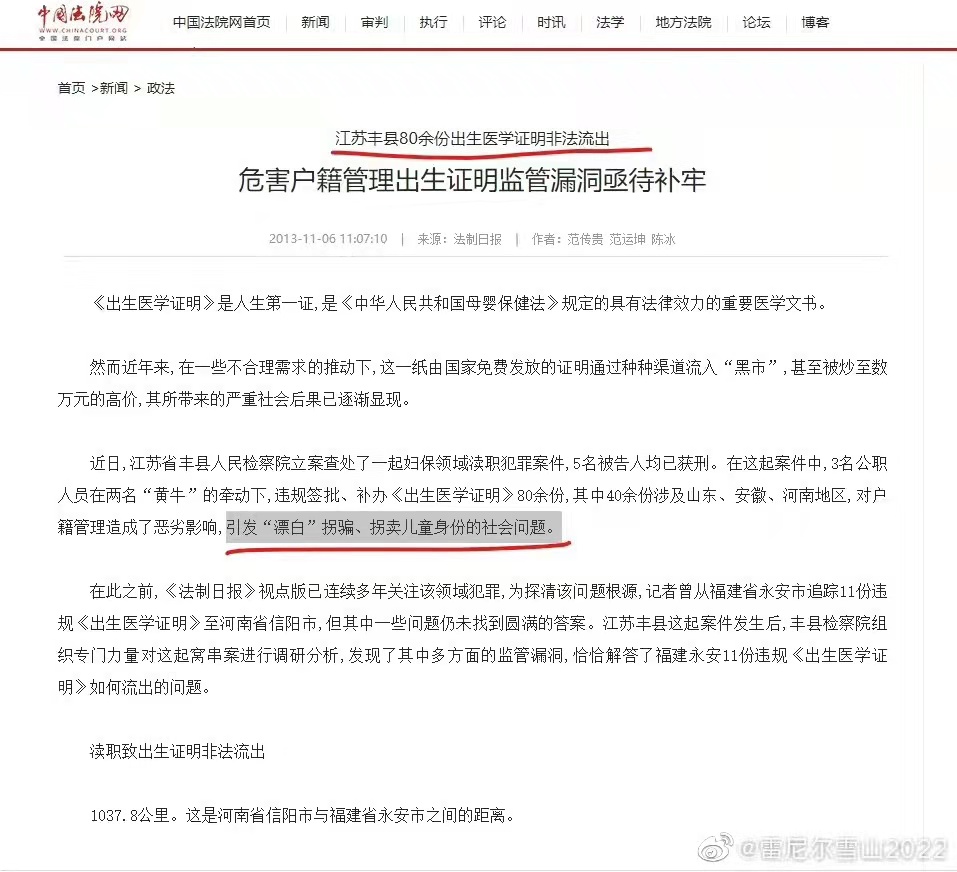 中国法院网
WWW.CHINACOURT.ORG
全国法院门户网站
中国法院网首页 新闻 审判 执行 评论 时讯 法学 地方法院 论坛 博客
首页 >新闻 > 政法
江苏丰县80余份出生医学证明非法流出
危害户籍管理出生证明监管漏洞亟待补牢
2013-11-06 11:07:10 | 来源：法制日报 | 作者：范传贵 范运坤 陈冰
《出生医学证明》是人生第一证,是《中华人民共和国母婴保健法》规定的具有法律效力的重要医学文书。
然而近年来,在一些不合理需求的推动下,这一纸由国家免费发放的证明通过种种渠道流入“黑市”,甚至被炒至数
万元的高价,其所带来的严重社会后果已逐渐显现。
近日,江苏省丰县人民检察院立案查处了一起妇保领域渎职犯罪案件,5名被告人均已获刑。在这起案件中,3名公职
人员在两名“黄牛”的牵动下,违规签批、补办《出生医学证明》80余份,其中40余份涉及山东、安徽、河南地区,对户
籍管理造成了恶劣影响,引发“漂白”拐骗、拐卖儿童身份的社会问题。
在此之前,《法制日报》视点版已连续多年关注该领域犯罪,为探清该问题根源,记者曾从福建省永安市追踪11份违
规《出生医学证明》至河南省信阳市,但其中一些问题仍未找到圆满的答案。江苏丰县这起案件发生后,丰县检察院组
织专门力量对这起窝串案进行调研分析,发现了其中多方面的监管漏洞,恰恰解答了福建永安11份违规《出生医学证
明》如何流出的问题。
渎职致出生证明非法流出
1037.8公里。这是河南省信阳市与福建省永安市之间的距离。
@雷尼尔雪山2022